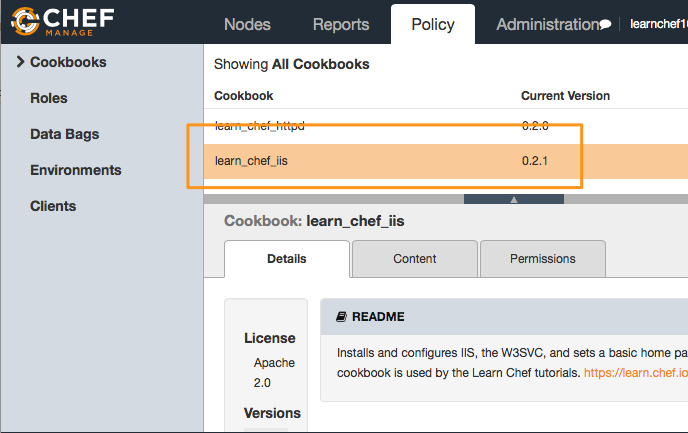 CHEF
MANAGE
Nodes Reports Policy Administration learnchef1
Cookbooks
Roles
Data Bags
Environments
Clients
Showing All Cookbooks
Cookbook Current Version
learn_chef_httpd 0.2.0
learn_chef_iis 0.2.1
Cookbook: learn_chef_iis
Details Content Permissions
License
Apache
2.0
Versions
README
Installs and configures IIS, the W3SVC, and sets a basic home pa
cookbook is used by the Learn Chef tutorials. https://learn.chef.io